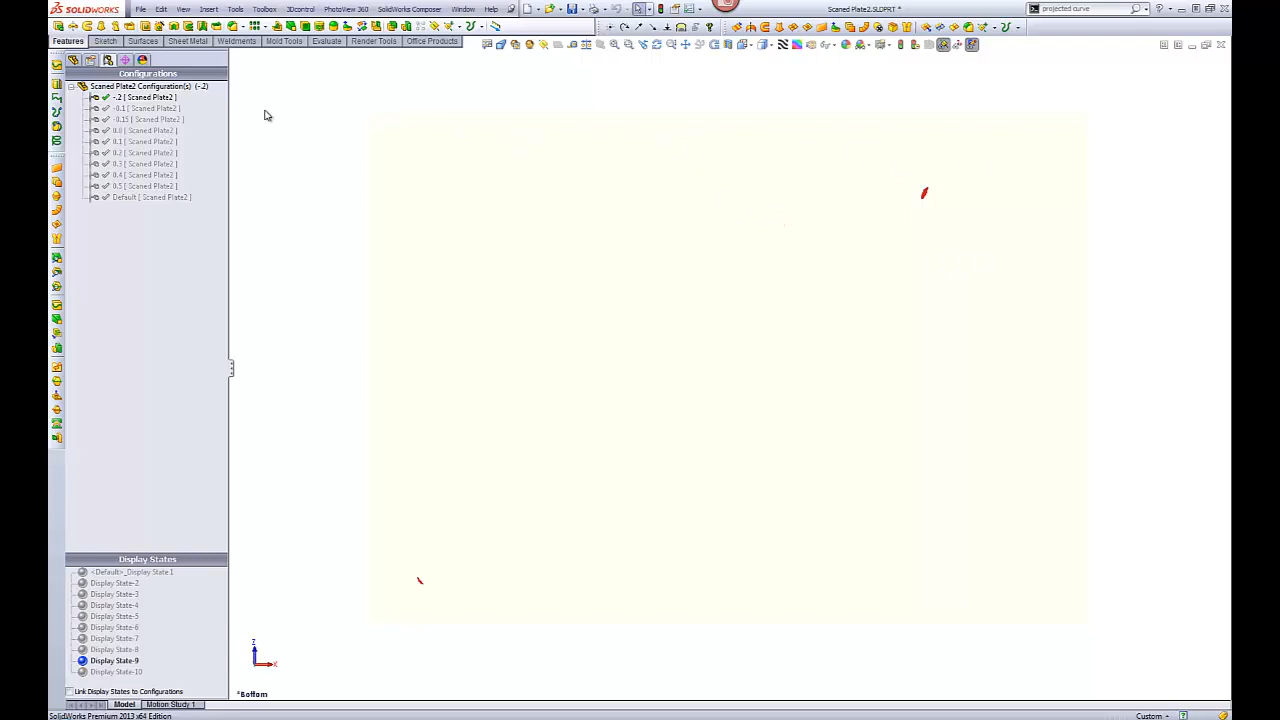 SOLIDWORKS File Edit View Insert Tools Toolbox 3Dcontrol PhotoView 360 SolidWorks Composer Window Help Scaned Plate2.SLDPRT * projected curve
Features Sketch Surfaces Sheet Metal Weldments Mold Tools Evaluate Render Tools Office Products
Configurations
Scaned Plate2 Configuration(s) (-.2)
-.2 [ Scaned Plate2 ]
-0.1 [ Scaned Plate2 ]
-0.15 [ Scaned Plate2 ]
0.0 [ Scaned Plate2 ]
0.1 [ Scaned Plate2 ]
0.2 [ Scaned Plate2 ]
0.3 [ Scaned Plate2 ]
0.4 [ Scaned Plate2 ]
0.5 [ Scaned Plate2 ]
Default [ Scaned Plate2 ]
Display States
<Default>_Display State 1
Display State-2
Display State-3
Display State-4
Display State-5
Display State-6
Display State-7
Display State-8
Display State-9
Display State-10
Link Display States to Configurations
Z
X
*Bottom
Model Motion Study 1
SolidWorks Premium 2013 x64 Edition Custom